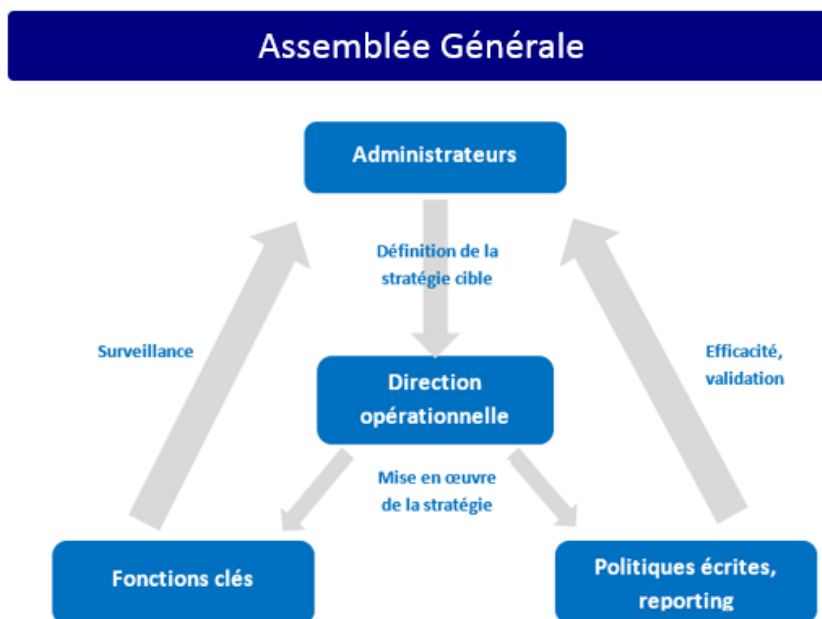 Assemblée Générale
Administrateurs
Définition de la
stratégie cible
Surveillance
Efficacité,
validation
Direction
opérationnelle
Mise en œuvre
de la stratégie
Fonctions clés
Politiques écrites,
reporting